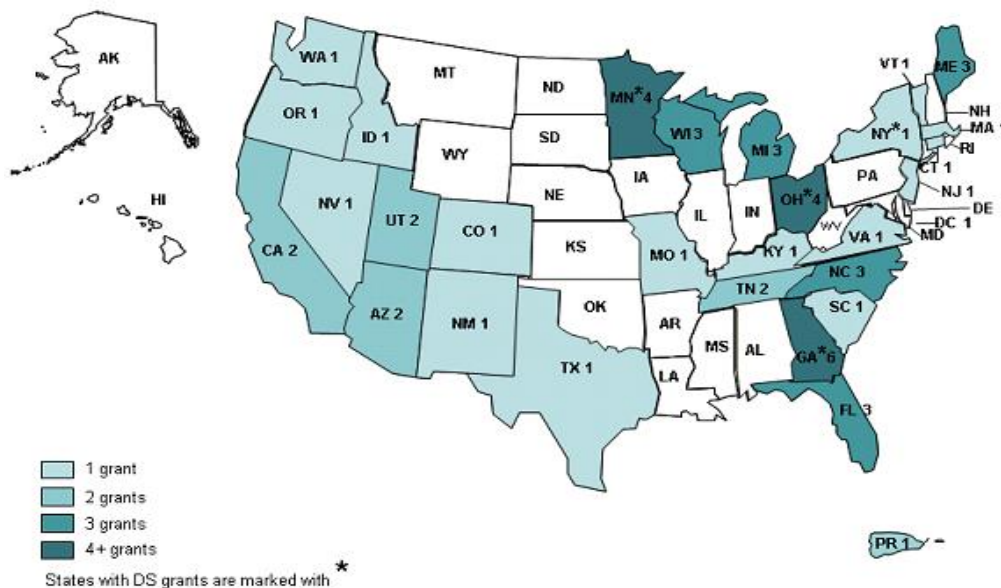 AK
WA 1
MT
ND
MN*4
VT 1
ME 3
OR 1
ID 1
SD
WI 3
MI 3
NY*1
NH
MA
WY
RI
CT 1
IA
PA
NE
NJ 1
HI
NV 1
UT 2
CO 1
IL
IN
OH*4
DE
DC 1
WV
VA 1
MD
CA 2
KS
MO 1
KY 1
NC 3
TN 2
AZ 2
NM 1
OK
AR
SC 1
MS
AL
GA*6
TX 1
LA
FL 3
1 grant
2 grants
3 grants
4+ grants
PR 1
States with DS grants are marked with *